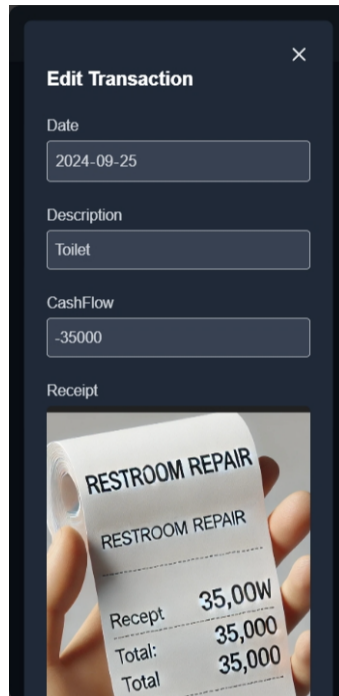 Edit Transaction
Date
2024-09-25
Description
Toilet
CashFlow
-35000
Receipt
RESTROOM REPAIR
RESTROOM REPAIR
Recept 35,00W
Total: 35,000
Total 35,000